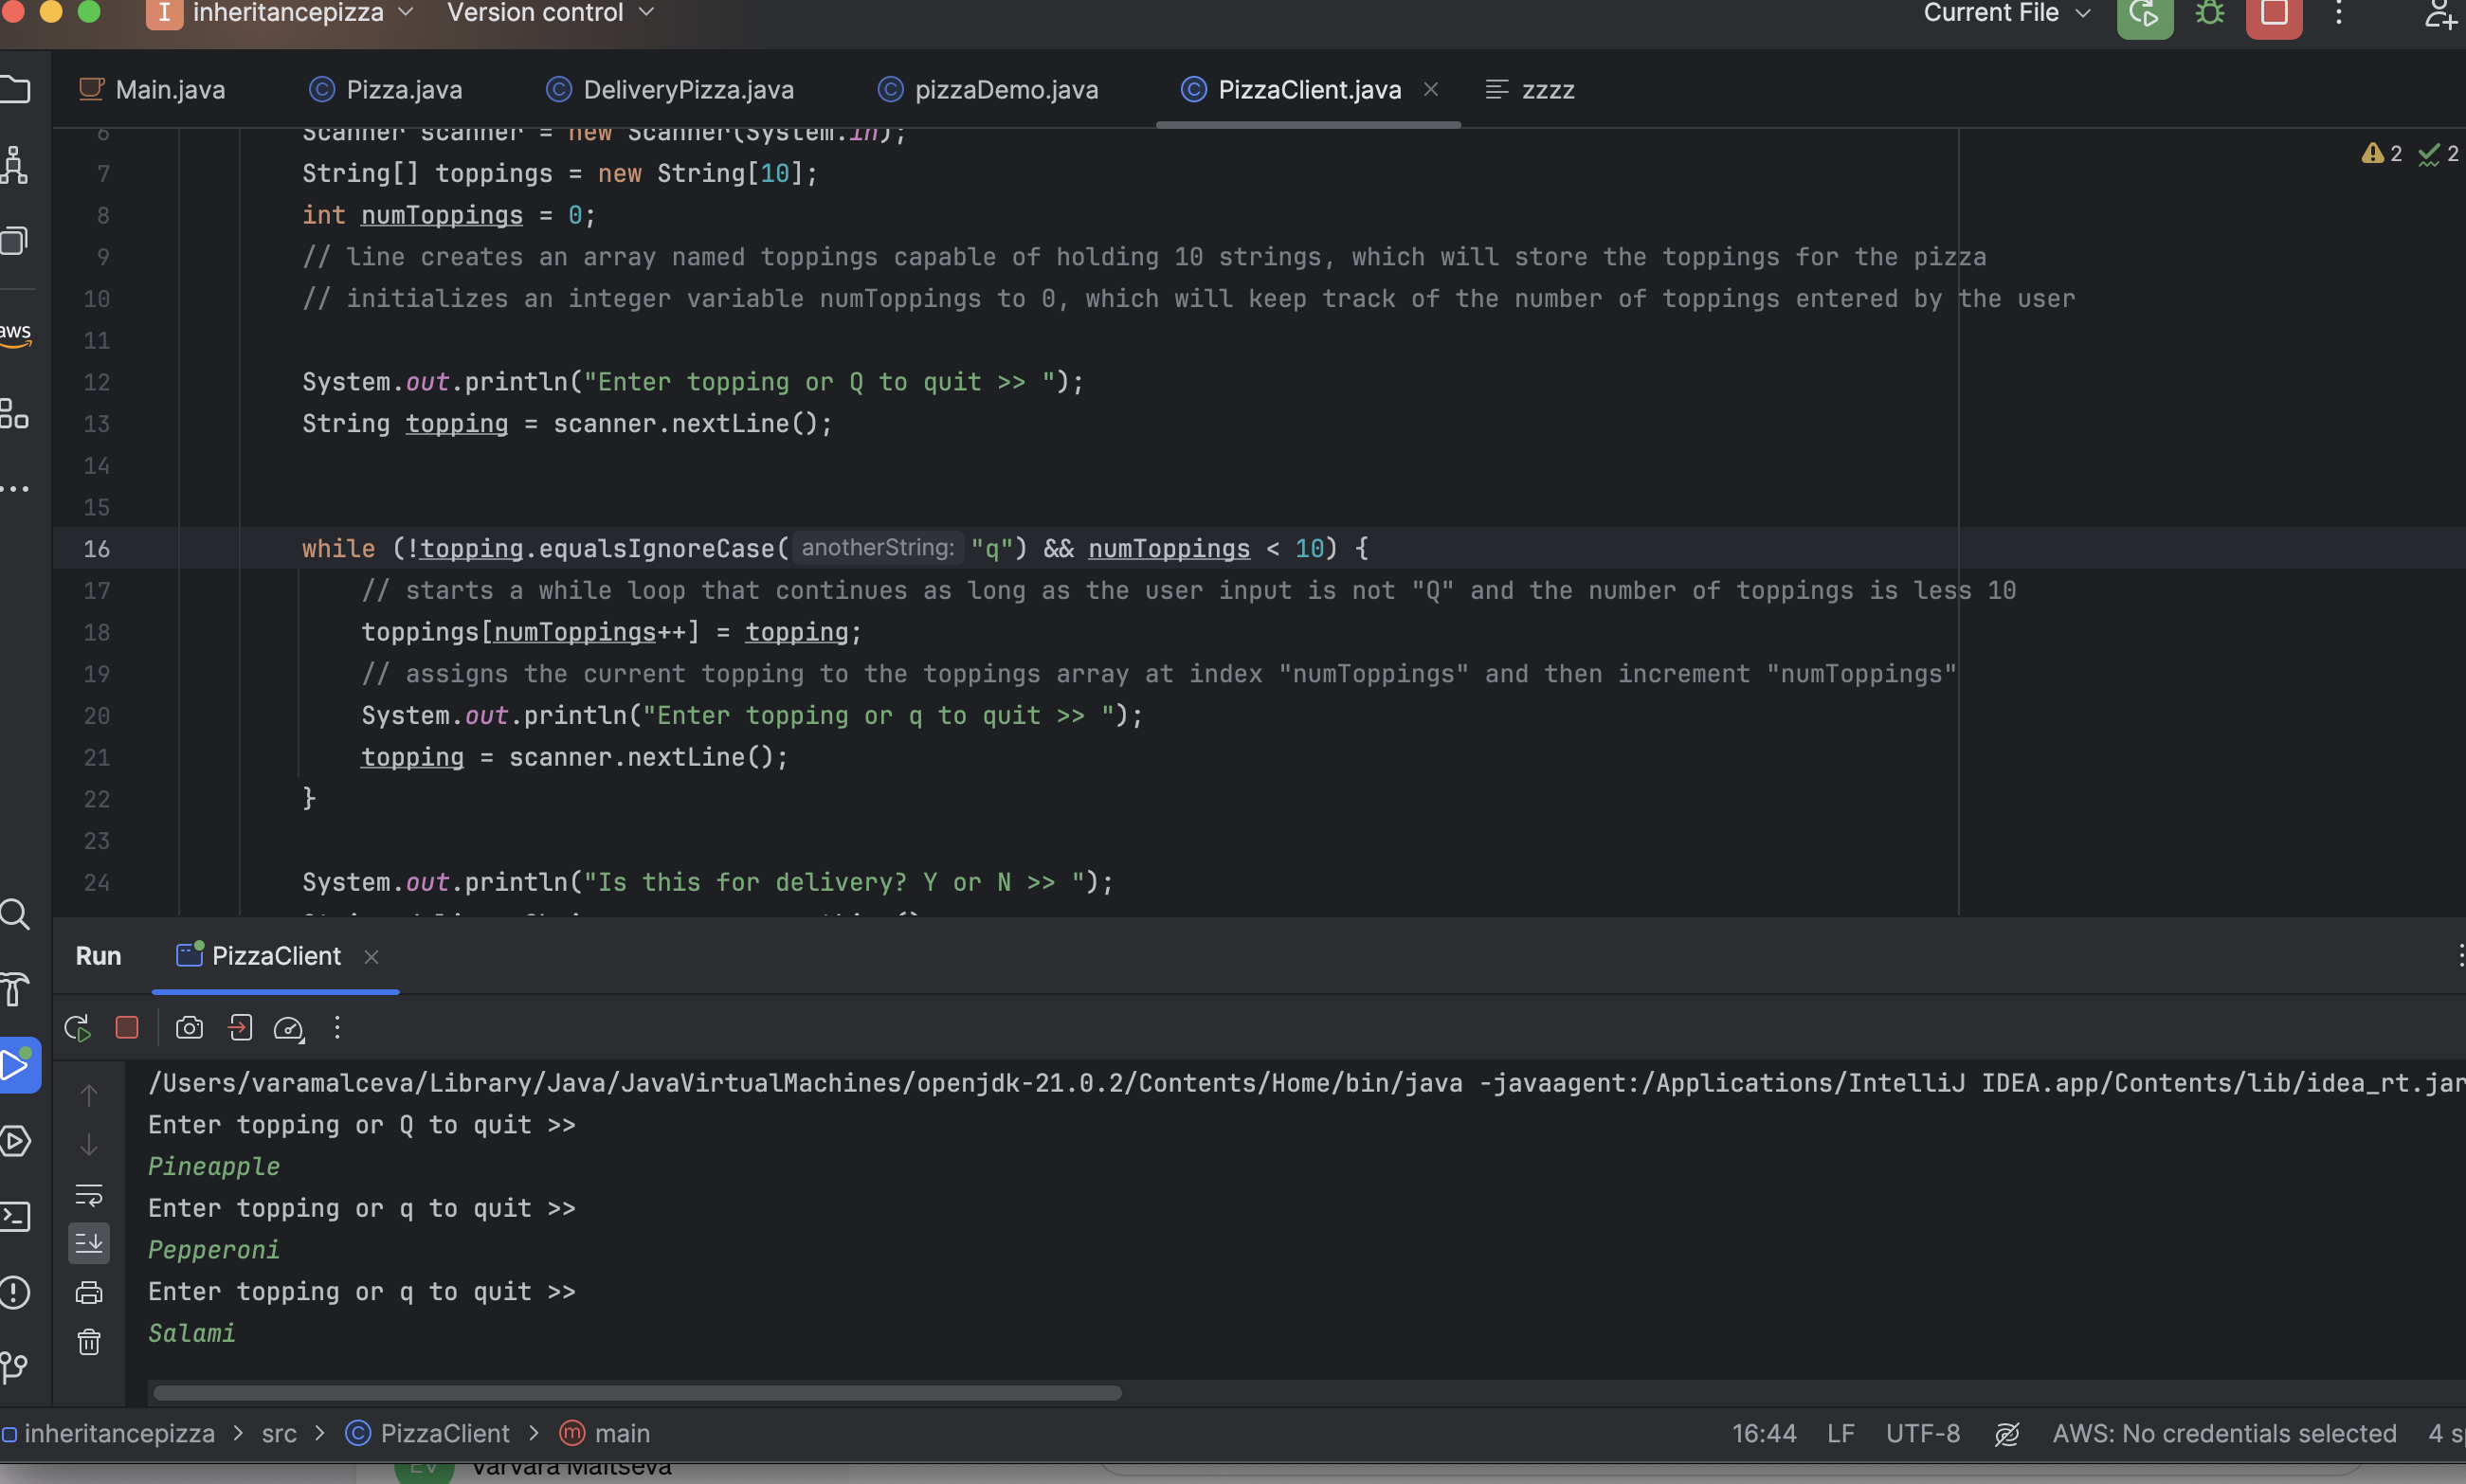 I inheritancepizza Version control Current File
Main.java Pizza.java DeliveryPizza.java pizzaDemo.java PizzaClient.java zzzz
6 Scanner scanner = new Scanner(System.in);
7 String[] toppings = new String[10];
8 int numToppings = 0;
9 // line creates an array named toppings capable of holding 10 strings, which will store the toppings for the pizza
10 // initializes an integer variable numToppings to 0, which will keep track of the number of toppings entered by the user
11
12 System.out.println("Enter topping or Q to quit >> ");
13 String topping = scanner.nextLine();
14
15
16 while (!topping.equalsIgnoreCase( anotherString: "q") && numToppings < 10) {
17 // starts a while loop that continues as long as the user input is not "Q" and the number of toppings is less 10
18 toppings[numToppings++] = topping;
19 // assigns the current topping to the toppings array at index "numToppings" and then increment "numToppings"
20 System.out.println("Enter topping or q to quit >> ");
21 topping = scanner.nextLine();
22 }
23
24 System.out.println("Is this for delivery? Y or N >> ");
2 2
aws
Run PizzaClient
/Users/varamalceva/Library/Java/JavaVirtualMachines/openjdk-21.0.2/Contents/Home/bin/java -javaagent:/Applications/IntelliJ IDEA.app/Contents/lib/idea_rt.jar
Enter topping or Q to quit >>
Pineapple
Enter topping or q to quit >>
Pepperoni
Enter topping or q to quit >>
Salami
inheritancepizza > src > PizzaClient > main 16:44 LF UTF-8 AWS: No credentials selected 4 sp
Varvara Maltseva